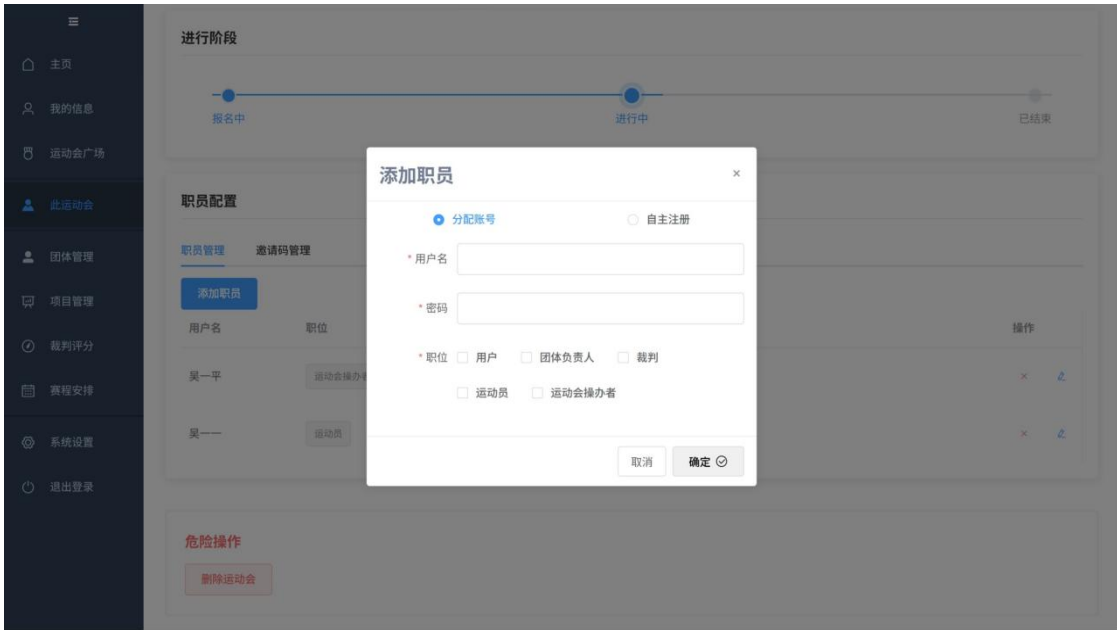 主页
我的信息
运动会广场
此运动会
团体管理
项目管理
裁判评分
赛程安排
系统设置
退出登录
进行阶段
报名中 进行中 已结束
职员配置
职员管理 邀请码管理
添加职员
用户名 职位 操作
吴一平 运动会操办者
吴一一 运动员
危险操作
删除运动会
添加职员 ×
分配账号 自主注册
* 用户名
* 密码
* 职位 用户 团体负责人 裁判
运动员 运动会操办者
取消 确定